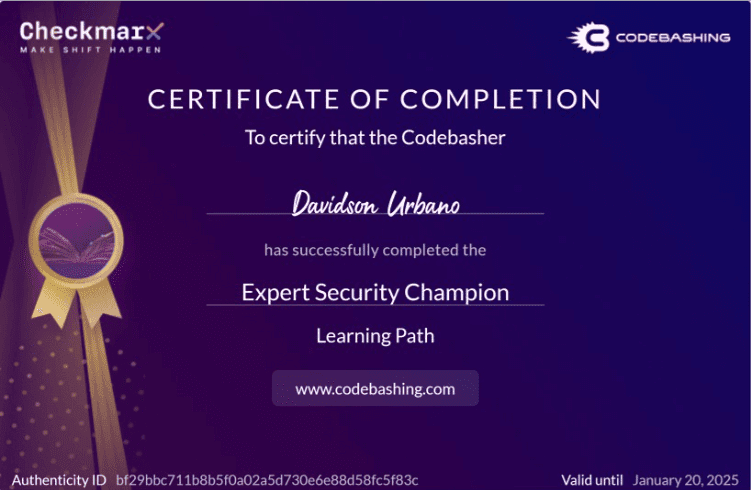 Checkmarx
MAKE SHIFT HAPPEN
CODEBASHING
CERTIFICATE OF COMPLETION
To certify that the Codebasher
Davidson Urbano
has successfully completed the
Expert Security Champion
Learning Path
www.codebashing.com
Authenticity ID bf29bbc711b8b5f0a02a5d730e6e88d58fc5f83c
Valid until January 20, 2025